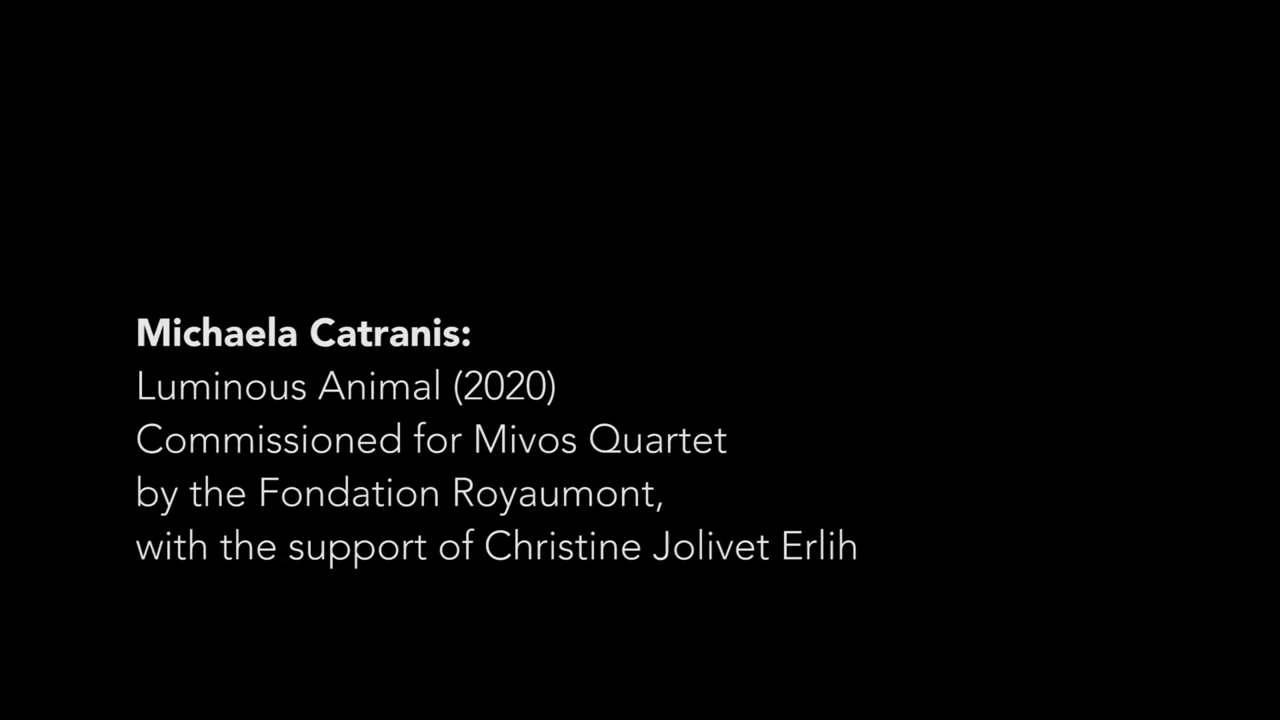 Michaela Catranis:
Luminous Animal (2020)
Commissioned for Mivos Quartet
by the Fondation Royaumont,
with the support of Christine Jolivet Erlih